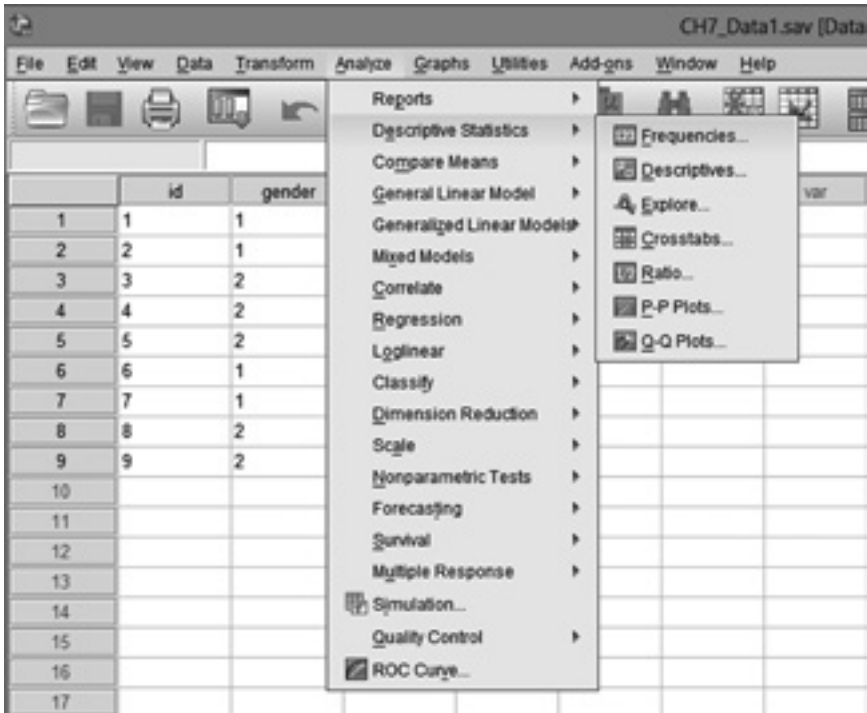 CH7_Data1.sav [Data
File Edit View Data Transform Analyze Graphs Utilities Add-ons Window Help
Reports
Descriptive Statistics
Compare Means
General Linear Model
Generalized Linear Models
Mixed Models
Correlate
Regression
Loglinear
Classify
Dimension Reduction
Scale
Nonparametric Tests
Forecasting
Survival
Multiple Response
Simulation...
Quality Control
ROC Curve...
Frequencies...
Descriptives...
Explore...
Crosstabs...
Ratio...
P-P Plots...
Q-Q Plots...
id gender var
1 1 1
2 2 1
3 3 2
4 4 2
5 5 2
6 6 1
7 7 1
8 8 2
9 9 2
10
11
12
13
14
15
16
17